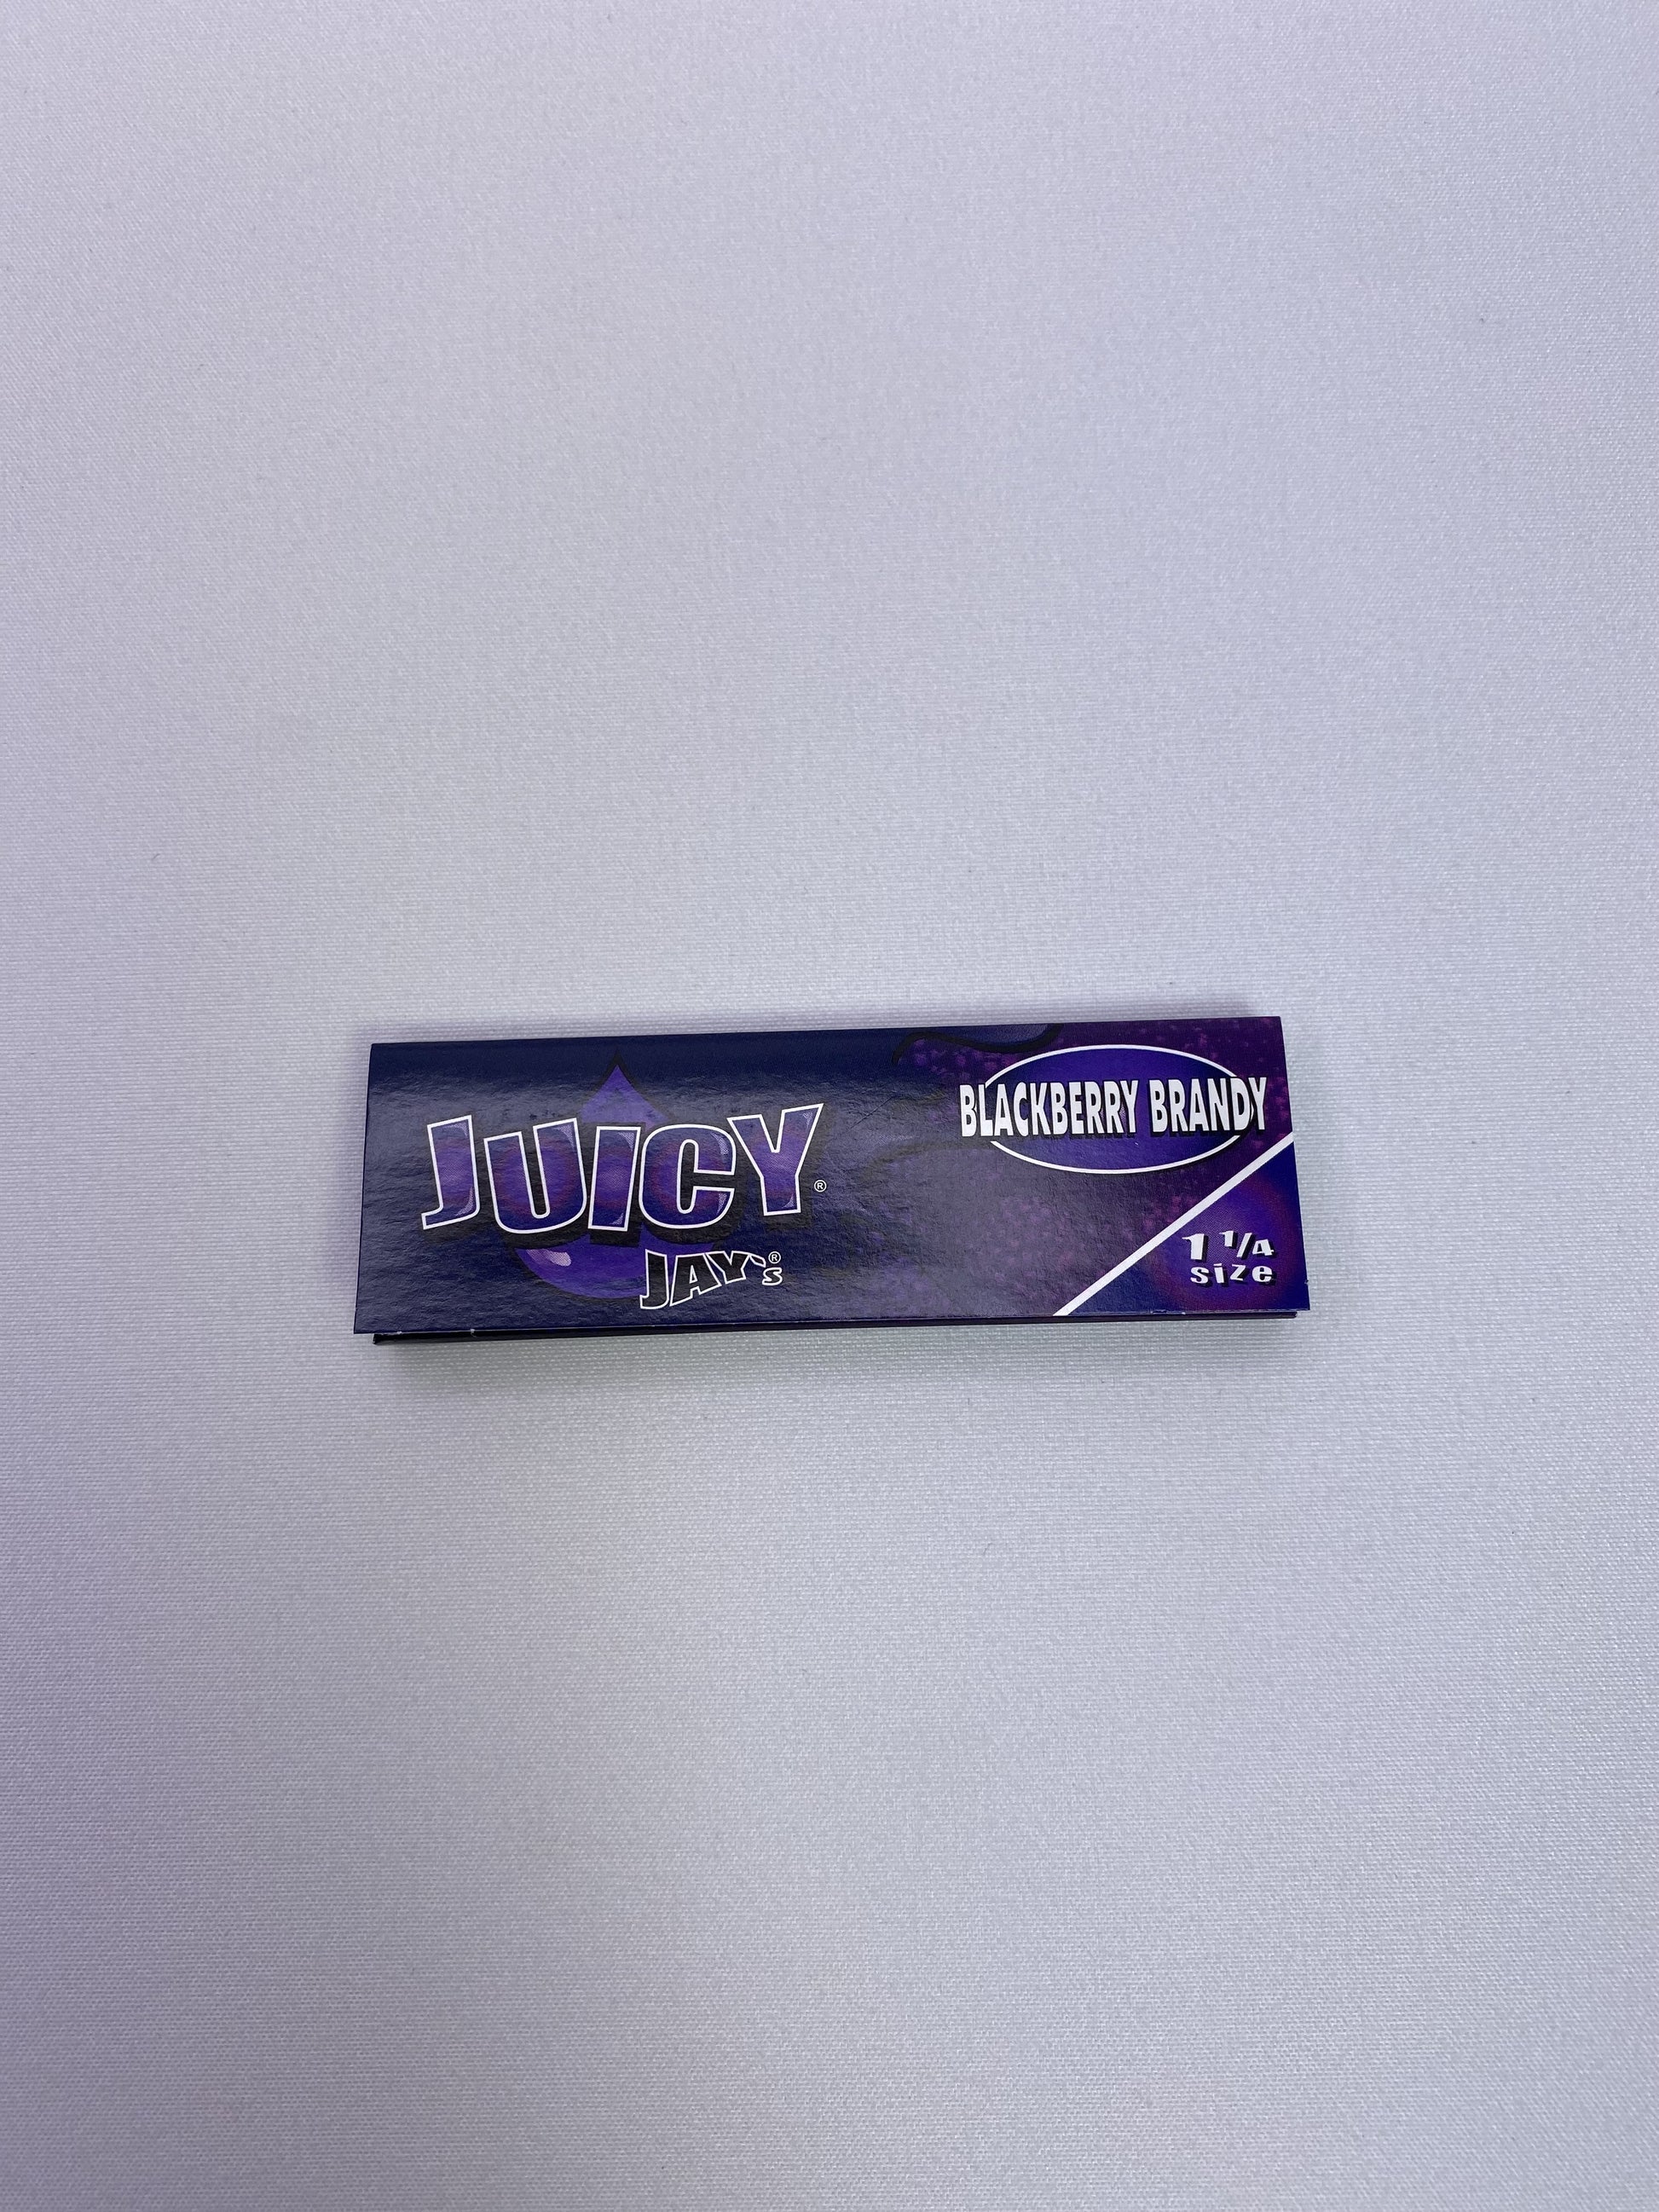 JUICY®
JAY`s®
BLACKBERRY BRANDY
1 1/4
size